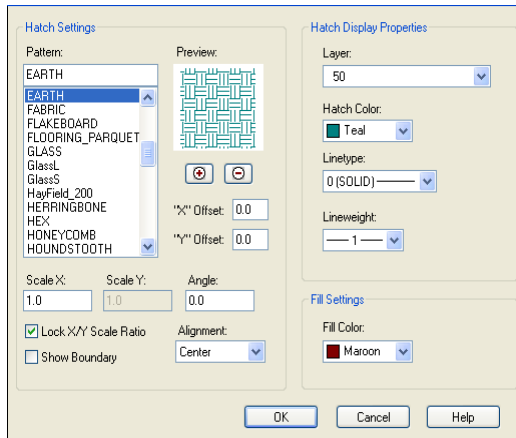 Hatch Settings
Pattern:
EARTH
EARTH
FABRIC
FLAKEBOARD
FLOORING_PARQUET
GLASS
GlassL
GlassS
HayField_200
HERRINGBONE
HEX
HONEYCOMB
HOUNDSTOOTH
Preview:
"X" Offset: 0.0
"Y" Offset: 0.0
Scale X: Scale Y: Angle:
1.0 1.0 0.0
Lock X/Y Scale Ratio
Show Boundary
Alignment:
Center
Hatch Display Properties
Layer:
50
Hatch Color:
Teal
Linetype:
0 (SOLID)
Lineweight:
1
Fill Settings
Fill Color:
Maroon
OK Cancel Help